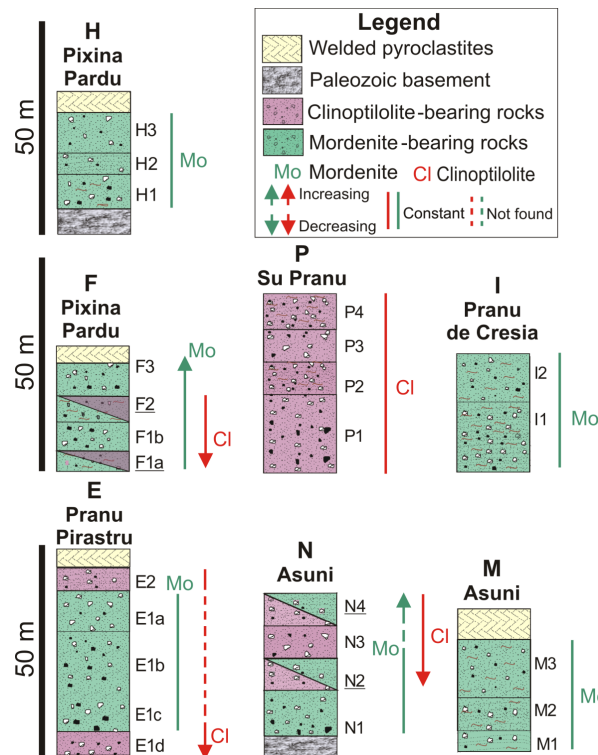 H
Pixina
Pardu
50 m
H3
H2
H1
Mo
Legend
Welded pyroclastites
Paleozoic basement
Clinoptilolite-bearing rocks
Mordenite-bearing rocks
Mo Mordenite Cl Clinoptilolite
Increasing
Decreasing
Constant
Not found
F
Pixina
Pardu
50 m
F3
F2
F1b
F1a
Mo
Cl
P
Su Pranu
P4
P3
P2
P1
Cl
I
Pranu
de Cresia
I2
I1
Mo
E
Pranu
Pirastru
50 m
E2
E1a
E1b
E1c
E1d
Mo
Cl
N
Asuni
N4
N3
N2
N1
Mo
Cl
M
Asuni
M3
M2
M1
Mo